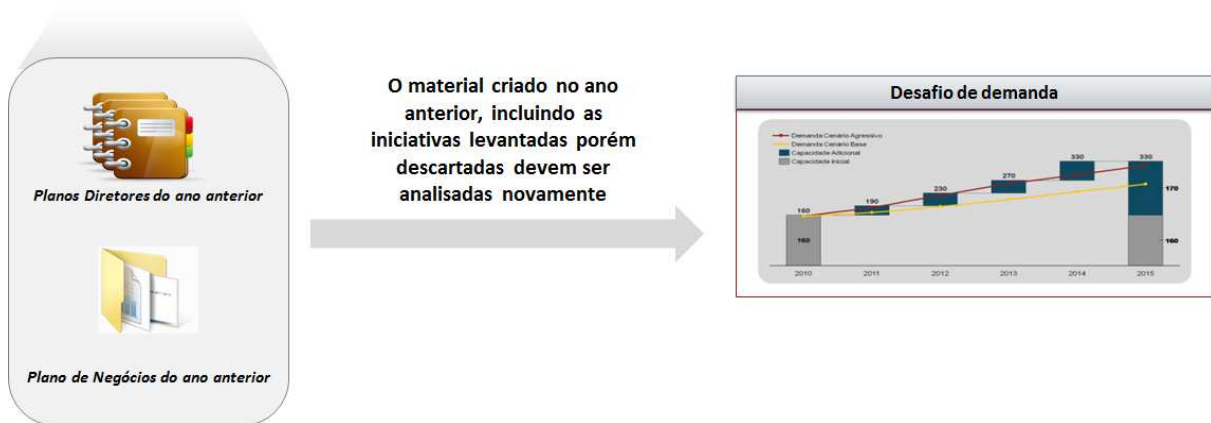 Planos Diretores do ano anterior
Plano de Negócios do ano anterior
O material criado no ano
anterior, incluindo as
iniciativas levantadas porém
descartadas devem ser
analisadas novamente
Desafio de demanda
Demanda Cenário Agressivo
Demanda Cenário Base
Capacidade Adicional
Capacidade Inicial
160
190
230
270
330
330
170
160
160
2010
2011
2012
2013
2014
2015